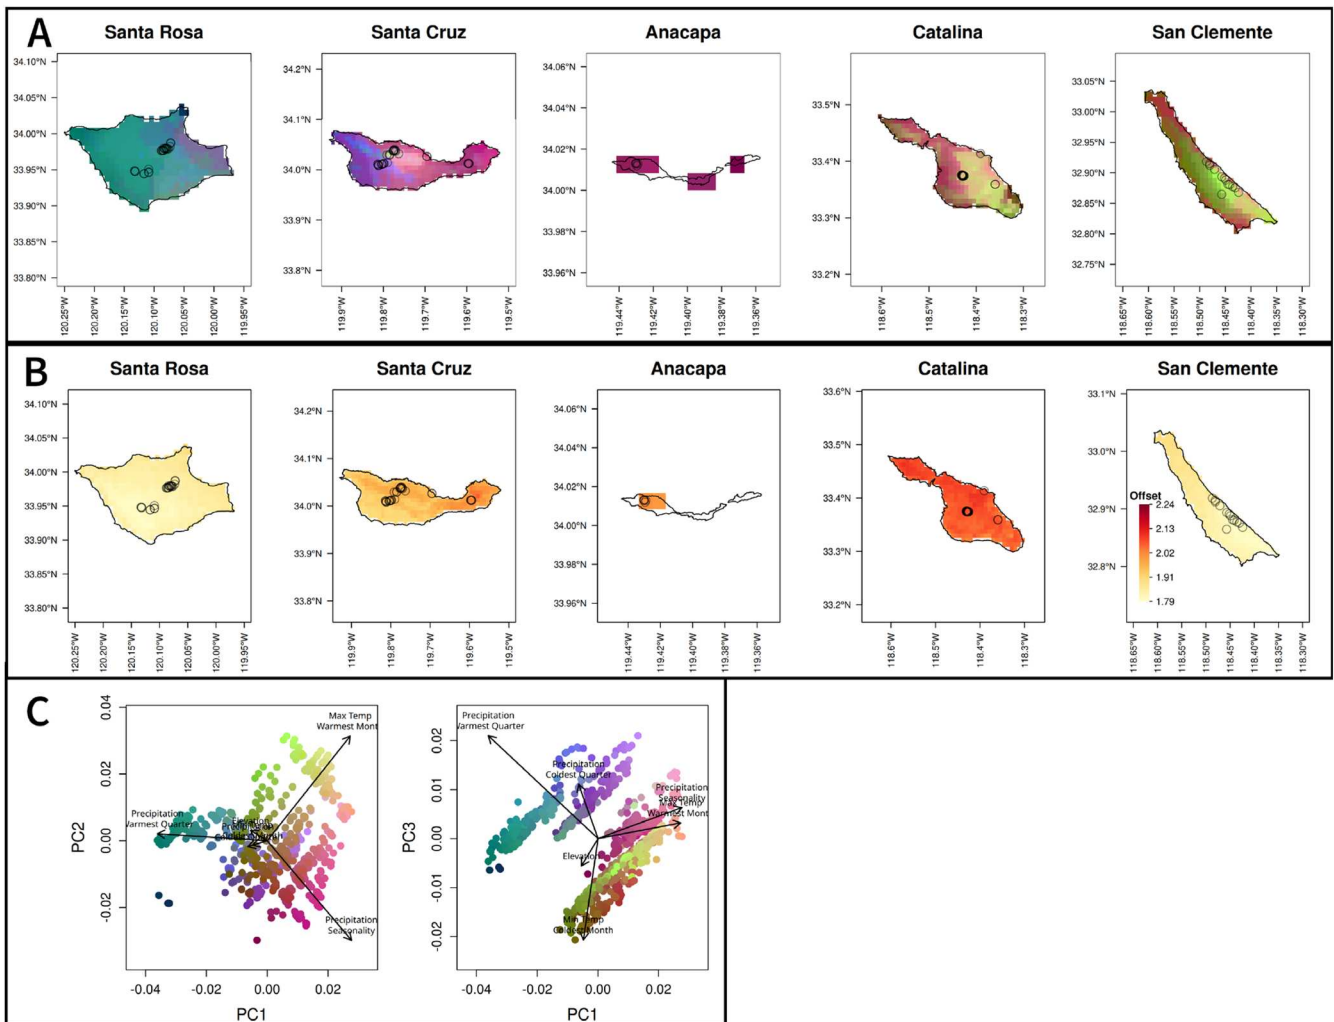 A
Santa Rosa
Santa Cruz
Anacapa
Catalina
San Clemente
34.10°N
34.05°N
34.00°N
33.95°N
33.90°N
33.85°N
33.80°N
120.25°W
120.20°W
120.15°W
120.10°W
120.05°W
120.00°W
119.95°W
34.2°N
34.1°N
34.0°N
33.9°N
33.8°N
119.9°W
119.8°W
119.7°W
119.6°W
119.5°W
34.06°N
34.04°N
34.02°N
34.00°N
33.98°N
33.96°N
119.44°W
119.42°W
119.40°W
119.38°W
119.36°W
33.5°N
33.4°N
33.3°N
33.2°N
118.6°W
118.5°W
118.4°W
118.3°W
33.05°N
33.00°N
32.95°N
32.90°N
32.85°N
32.80°N
32.75°N
118.65°W
118.60°W
118.55°W
118.50°W
118.45°W
118.40°W
118.35°W
118.30°W
B
Santa Rosa
Santa Cruz
Anacapa
Catalina
San Clemente
34.10°N
34.05°N
34.00°N
33.95°N
33.90°N
33.85°N
33.80°N
120.25°W
120.20°W
120.15°W
120.10°W
120.05°W
120.00°W
119.95°W
34.2°N
34.1°N
34.0°N
33.9°N
33.8°N
119.9°W
119.8°W
119.7°W
119.6°W
119.5°W
34.06°N
34.04°N
34.02°N
34.00°N
33.98°N
33.96°N
119.44°W
119.42°W
119.40°W
119.38°W
119.36°W
33.6°N
33.5°N
33.4°N
33.3°N
33.2°N
118.6°W
118.5°W
118.4°W
118.3°W
33.1°N
33.0°N
32.9°N
32.8°N
Offset
2.24
2.13
2.02
1.91
1.79
118.65°W
118.60°W
118.55°W
118.50°W
118.45°W
118.40°W
118.35°W
118.30°W
C
PC2
0.04
0.02
0.00
-0.02
Max Temp
Warmest Mont
Precipitation
Varmest Quarter
Elevation
Precipitation
Seasonality
-0.04
-0.02
0.00
0.02
PC1
PC3
0.02
0.01
0.00
-0.01
-0.02
Precipitation
Varmest Quarter
Precipitation
Coldest Quarter
Precipitation
Seasonality
Max Temp
Warmest Mont
Elevation
Min Temp
Coldest Month
-0.04
-0.02
0.00
0.02
PC1